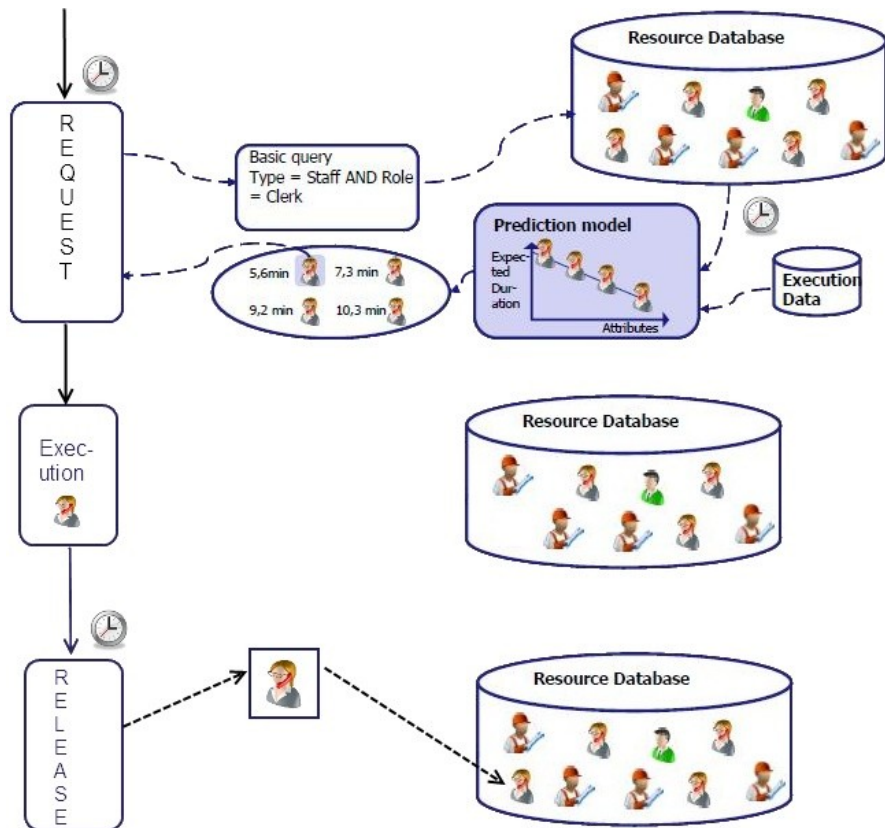 Resource Database
R
E
Q
U
E
S
T
Basic query
Type = Staff AND Role
= Clerk
Prediction model
Expec-
ted
Dur-
ation
Attributes
Execution
Data
5,6min
7,3 min
9,2 min
10,3 min
Exec-
ution
Resource Database
R
E
L
E
A
S
E
Resource Database